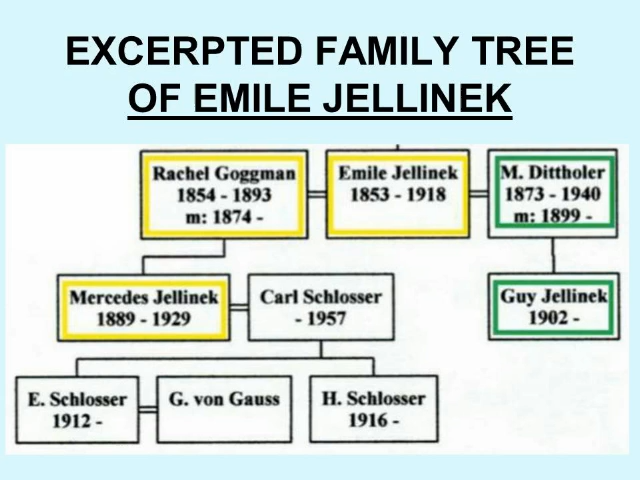 EXCERPTED FAMILY TREE
OF EMILE JELLINEK
Rachel Goggman
1854 - 1893
m: 1874 -
Emile Jellinek
1853 - 1918
M. Dittholer
1873 - 1940
m: 1899 -
Mercedes Jellinek
1889 - 1929
Carl Schlosser
- 1957
Guy Jellinek
1902 -
E. Schlosser
1912 -
G. von Gauss
H. Schlosser
1916 -